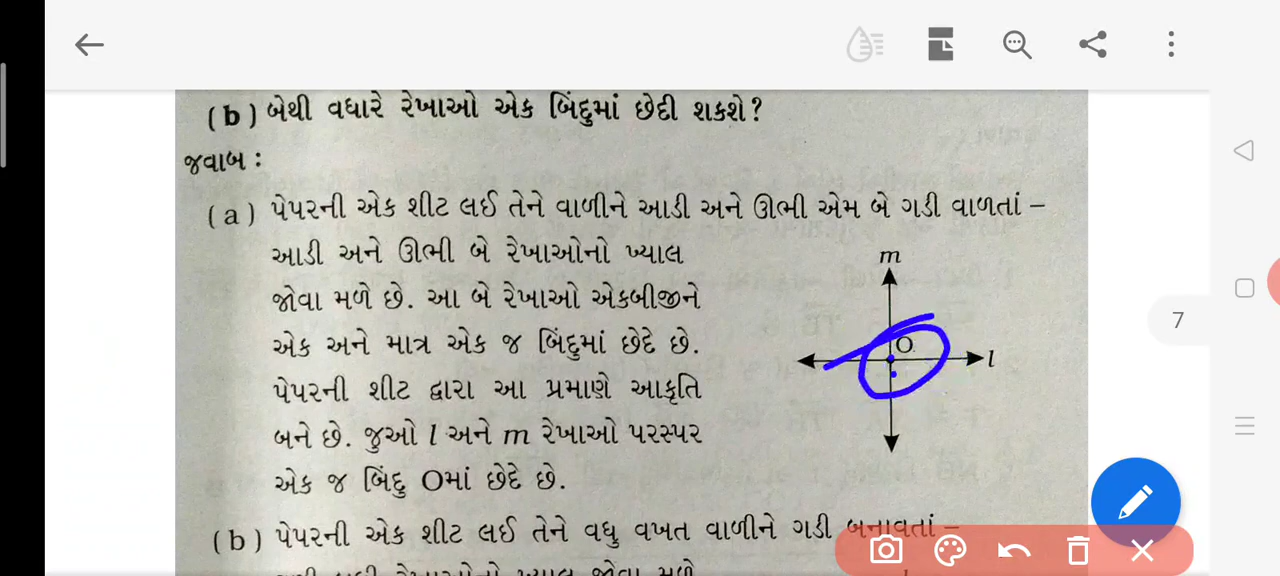 (b) બેથી વધારે રેખાઓ એક બિંદુમાં છેદી શકશે?
જવાબ :
(a) પેપરની એક શીટ લઈ તેને વાળીને આડી અને ઊભી એમ બે ગડી વાળતાં –
આડી અને ઊભી બે રેખાઓનો ખ્યાલ
જોવા મળે છે. આ બે રેખાઓ એકબીજીને
એક અને માત્ર એક જ બિંદુમાં છેદે છે.
પેપરની શીટ દ્વારા આ પ્રમાણે આકૃતિ
બને છે. જુઓ l અને m રેખાઓ પરસ્પર
એક જ બિંદુ Oમાં છેદે છે.
m
O
l
7
(b) પેપરની એક શીટ લઈ તેને વધુ વખત વાળીને ગડી બનાવતાં –
રેખાઓનો ખ્યાલ જોવા મળે